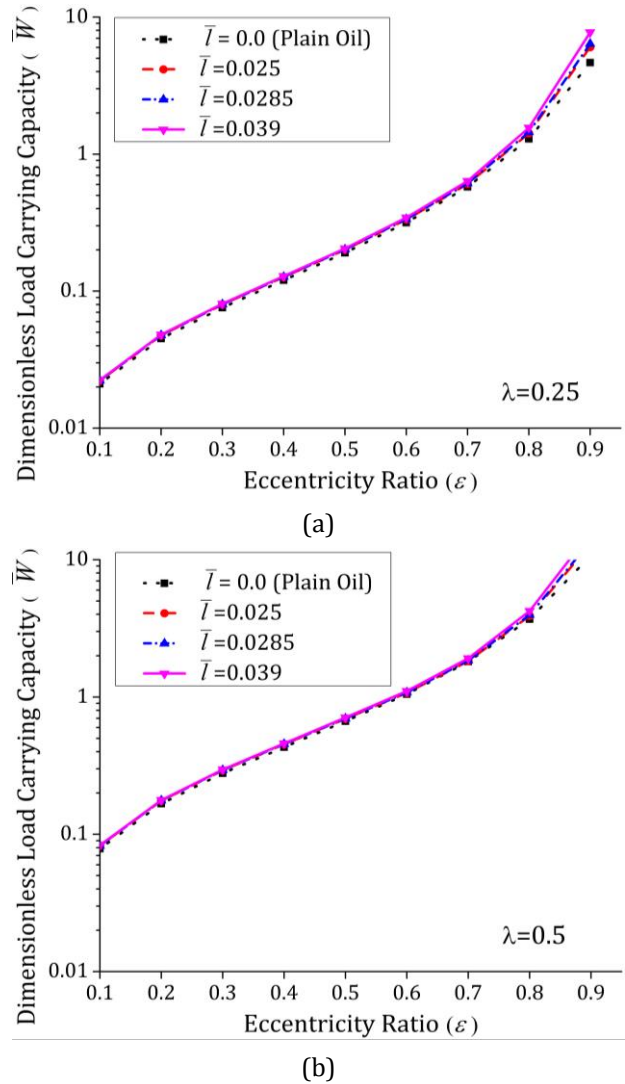 Dimensionless Load Carrying Capacity ( W̅ )
10
1
0.1
0.01
l̅ = 0.0 (Plain Oil)
l̅ =0.025
l̅ =0.0285
l̅ =0.039
λ=0.25
0.1 0.2 0.3 0.4 0.5 0.6 0.7 0.8 0.9
Eccentricity Ratio (ε)
(a)
Dimensionless Load Carrying Capacity ( W̅ )
10
1
0.1
0.01
l̅ = 0.0 (Plain Oil)
l̅ =0.025
l̅ =0.0285
l̅ =0.039
λ=0.5
0.1 0.2 0.3 0.4 0.5 0.6 0.7 0.8 0.9
Eccentricity Ratio (ε)
(b)